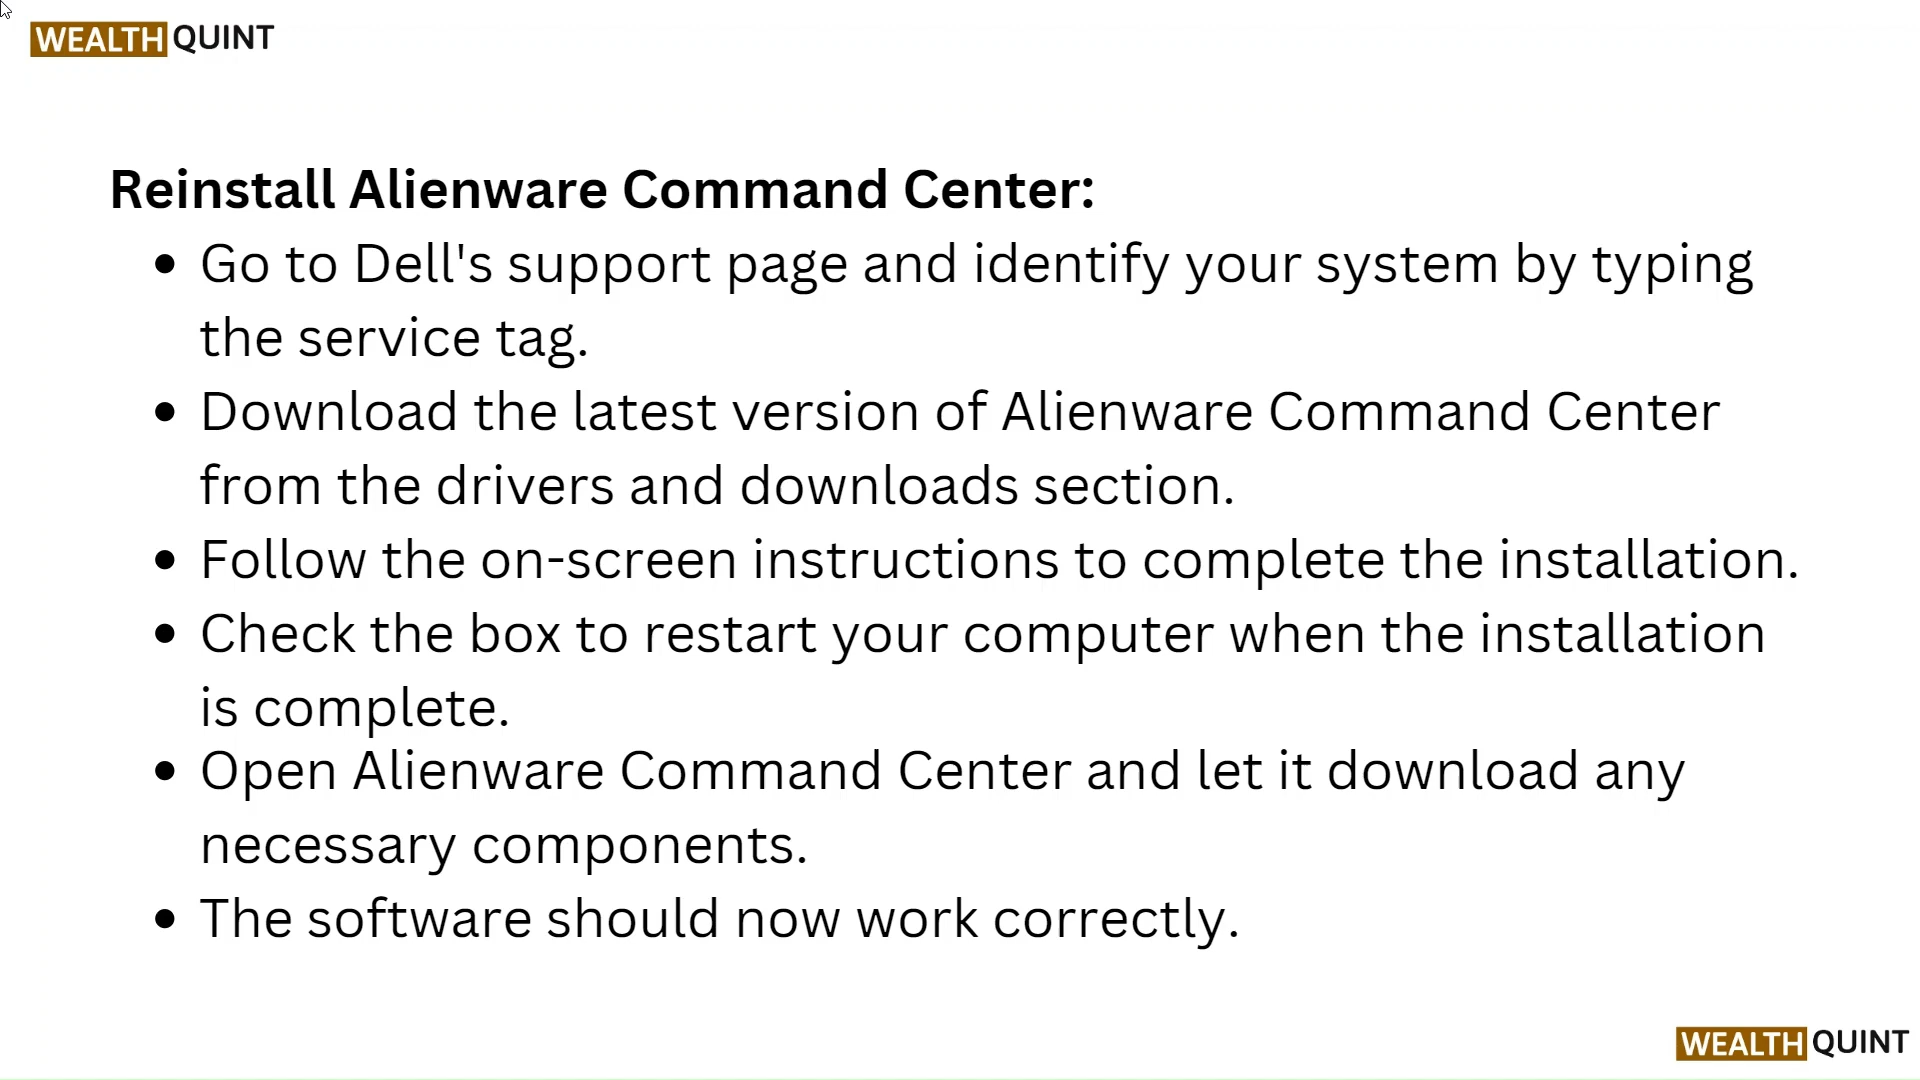 WEALTH QUINT
Reinstall Alienware Command Center:
• Go to Dell's support page and identify your system by typing
the service tag.
• Download the latest version of Alienware Command Center
from the drivers and downloads section.
• Follow the on-screen instructions to complete the installation.
• Check the box to restart your computer when the installation
is complete.
• Open Alienware Command Center and let it download any
necessary components.
• The software should now work correctly.
WEALTH QUINT